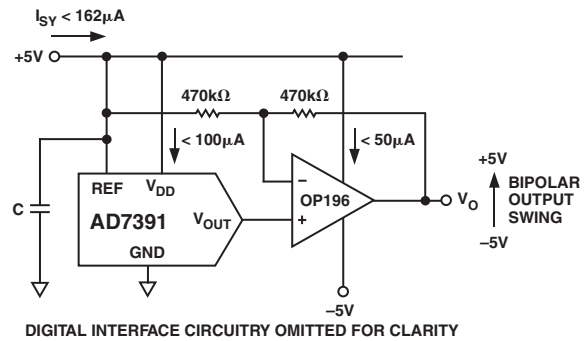 I_SY < 162µA
+5V
470kΩ 470kΩ
< 100µA < 50µA
+5V
REF V_DD
C AD7391 V_OUT
GND
−
OP196
+
V_O
BIPOLAR
OUTPUT
SWING
–5V
–5V
DIGITAL INTERFACE CIRCUITRY OMITTED FOR CLARITY